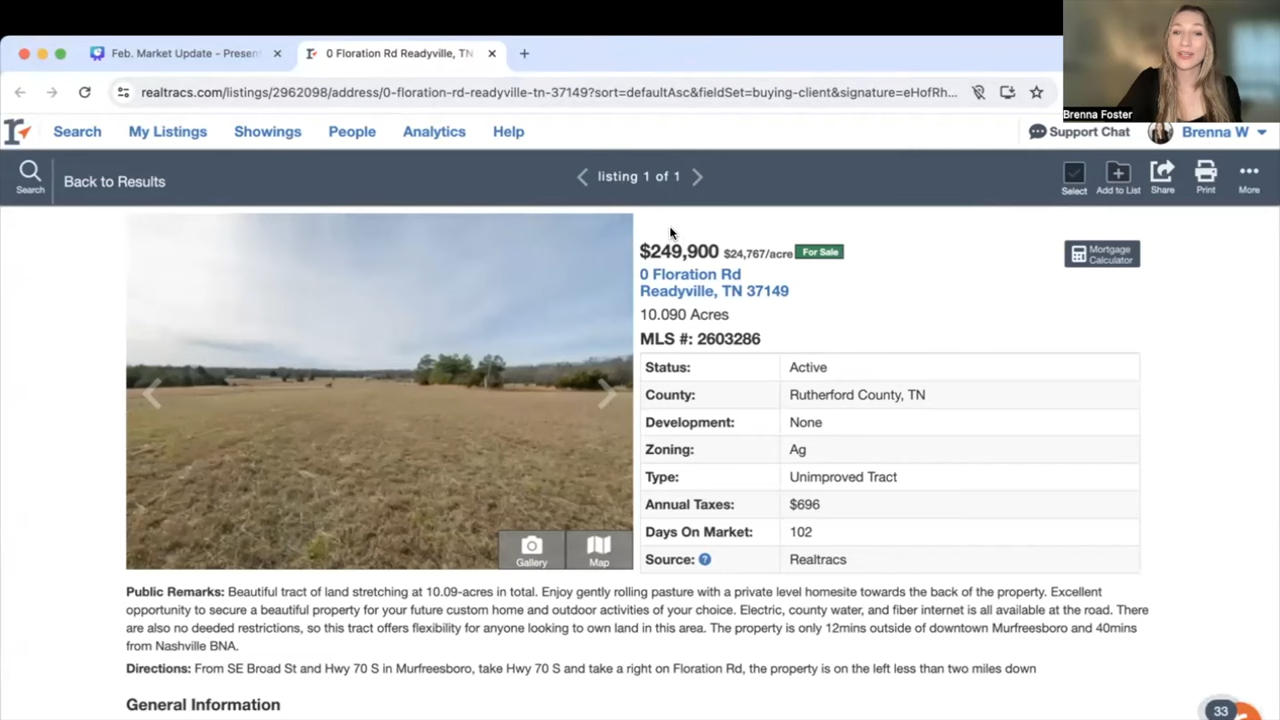 Feb. Market Update - Present
0 Floration Rd Readyville, TN
realtracs.com/listings/2962098/address/0-floration-rd-readyville-tn-37149?sort=defaultAsc&fieldSet=buying-client&signature=eHofRh...
Brenna Foster
Search
My Listings
Showings
People
Analytics
Help
Support Chat
Brenna W
Search
Back to Results
listing 1 of 1
Select
Add to List
Share
Print
More
$249,900 $24,767/acre For Sale
Mortgage
Calculator
0 Floration Rd
Readyville, TN 37149
10.090 Acres
MLS #: 2603286
Status: Active
County: Rutherford County, TN
Development: None
Zoning: Ag
Type: Unimproved Tract
Annual Taxes: $696
Days On Market: 102
Source: ? Realtracs
Gallery
Map
Public Remarks: Beautiful tract of land stretching at 10.09-acres in total. Enjoy gently rolling pasture with a private level homesite towards the back of the property. Excellent
opportunity to secure a beautiful property for your future custom home and outdoor activities of your choice. Electric, county water, and fiber internet is all available at the road. There
are also no deeded restrictions, so this tract offers flexibility for anyone looking to own land in this area. The property is only 12mins outside of downtown Murfreesboro and 40mins
from Nashville BNA.
Directions: From SE Broad St and Hwy 70 S in Murfreesboro, take Hwy 70 S and take a right on Floration Rd, the property is on the left less than two miles down
General Information
33